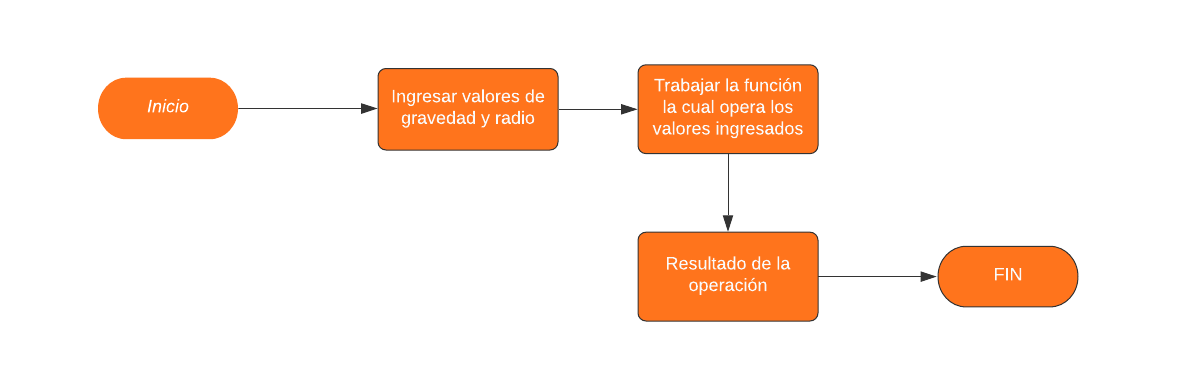 Inicio
Ingresar valores de
gravedad y radio
Trabajar la función
la cual opera los
valores ingresados
Resultado de la
operación
FIN